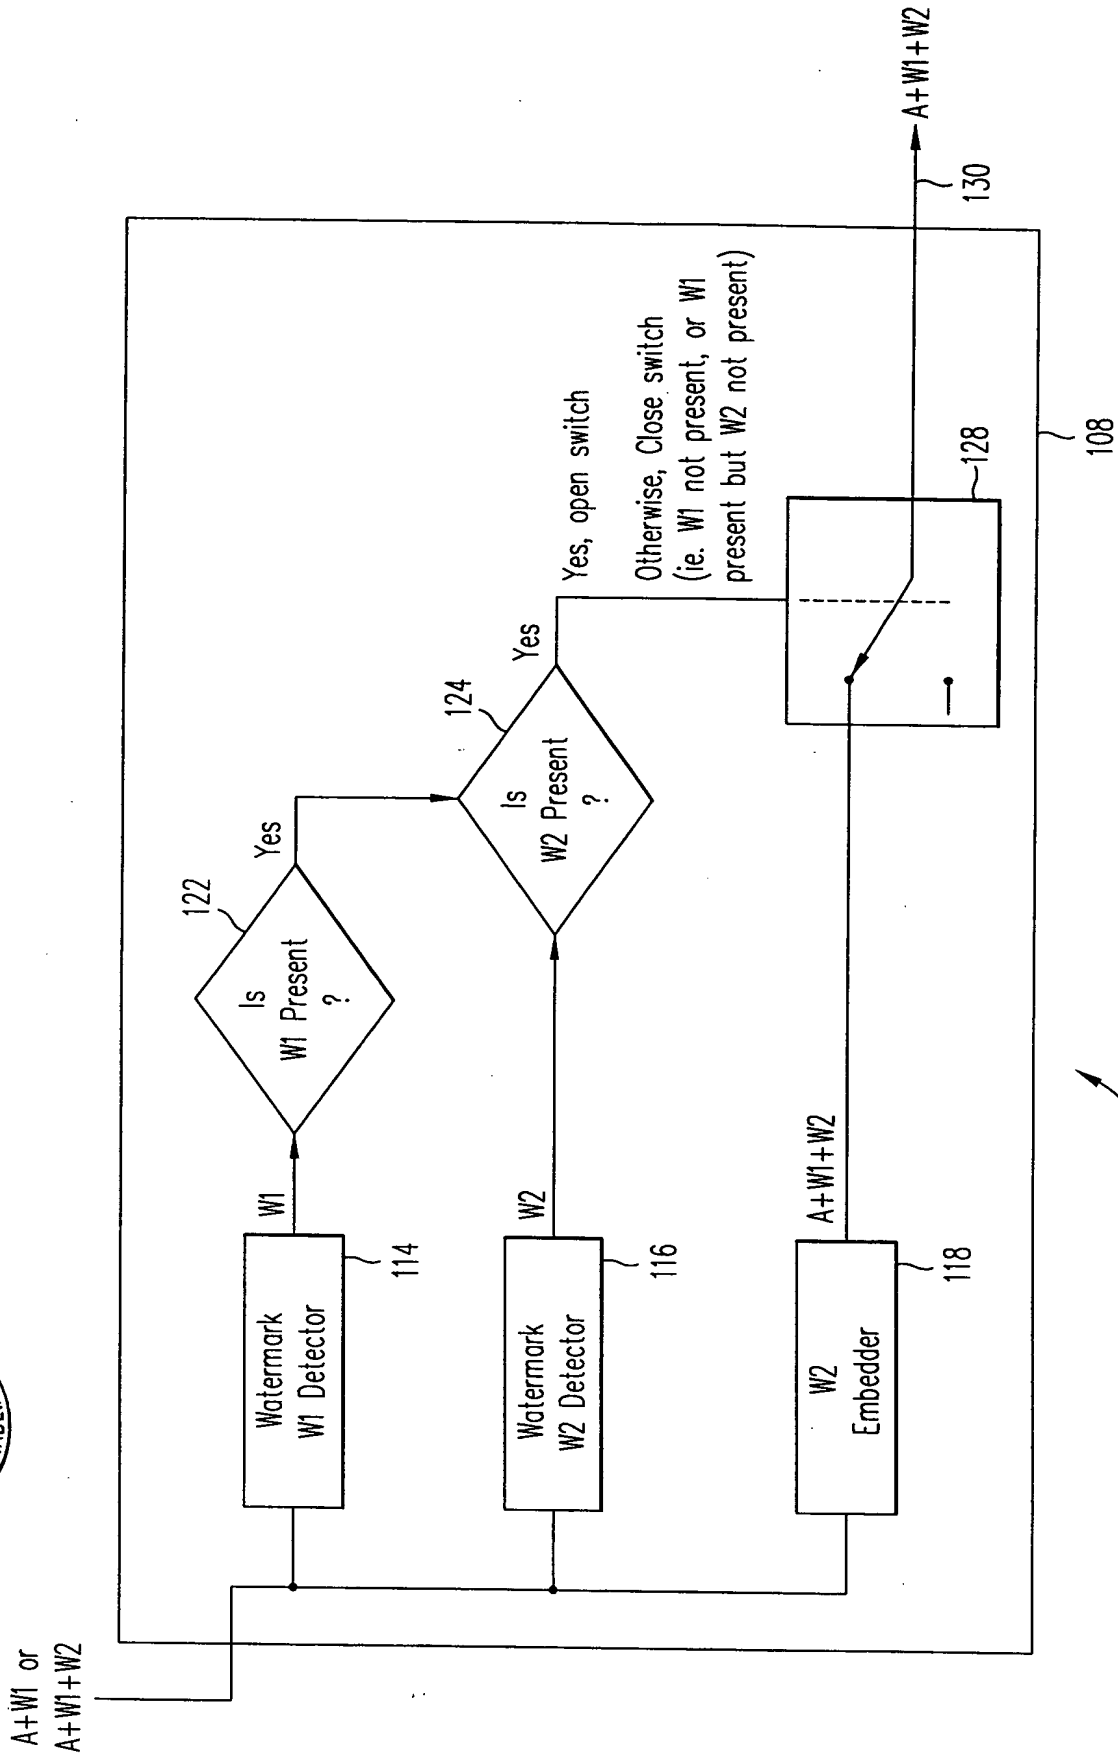 A+W1 or
A+W1+W2
Watermark
W1 Detector
114
W1
Is
W1 Present
?
122
Yes
Watermark
W2 Detector
116
W2
Is
W2 Present
?
124
Yes
Yes, open switch
Otherwise, Close switch
(ie. W1 not present, or W1
present but W2 not present)
W2
Embedder
118
A+W1+W2
128
108
130
A+W1+W2